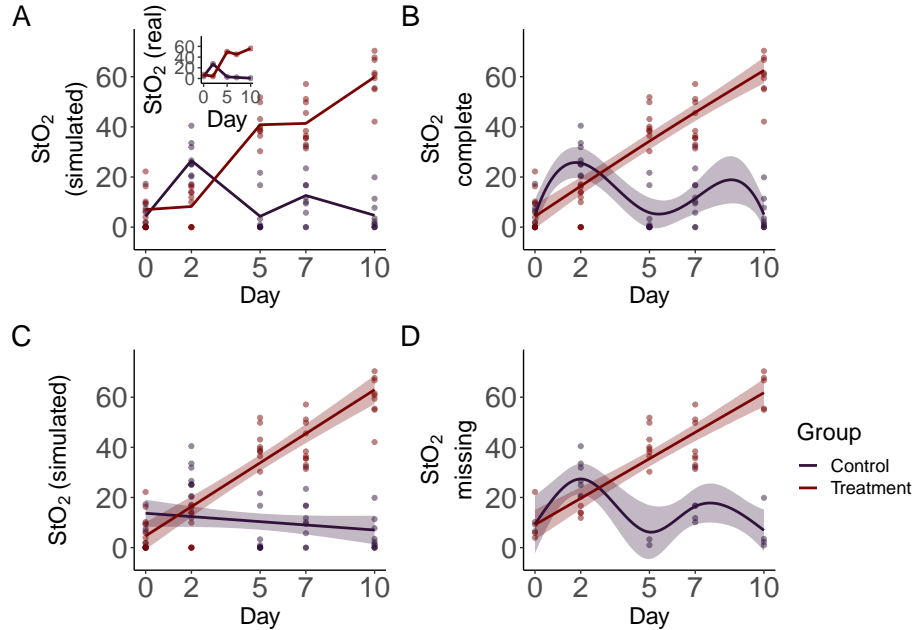 A
StO₂
(simulated)
60
40
20
0
0 2 5 7 10
Day
StO₂ (real)
60
40
20
0
0 5 10
Day
B
StO₂
complete
60
40
20
0
0 2 5 7 10
Day
C
StO₂ (simulated)
60
40
20
0
0 2 5 7 10
Day
D
StO₂
missing
60
40
20
0
0 2 5 7 10
Day
Group
Control
Treatment